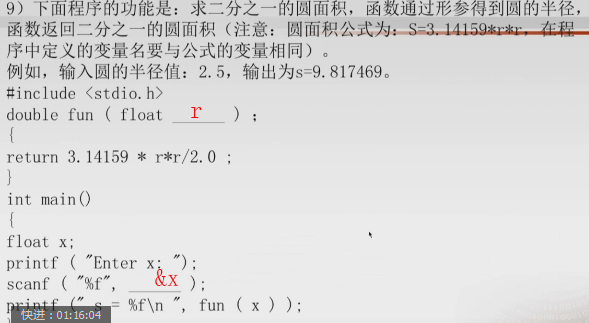 9）下面程序的功能是：求二分之一的圆面积，函数通过形参得到圆的半径，
函数返回二分之一的圆面积（注意：圆面积公式为：S=3.14159*r*r，在程
序中定义的变量名要与公式的变量相同）。
例如，输入圆的半径值：2.5，输出为s=9.817469。
#include <stdio.h>
double fun ( float r ) ;
{
return 3.14159 * r*r/2.0 ;
}
int main()
{
float x;
printf ( "Enter x: ");
scanf ( "%f", &x );
printf (" s = %f\n ", fun ( x ) );
快进：01:16:04